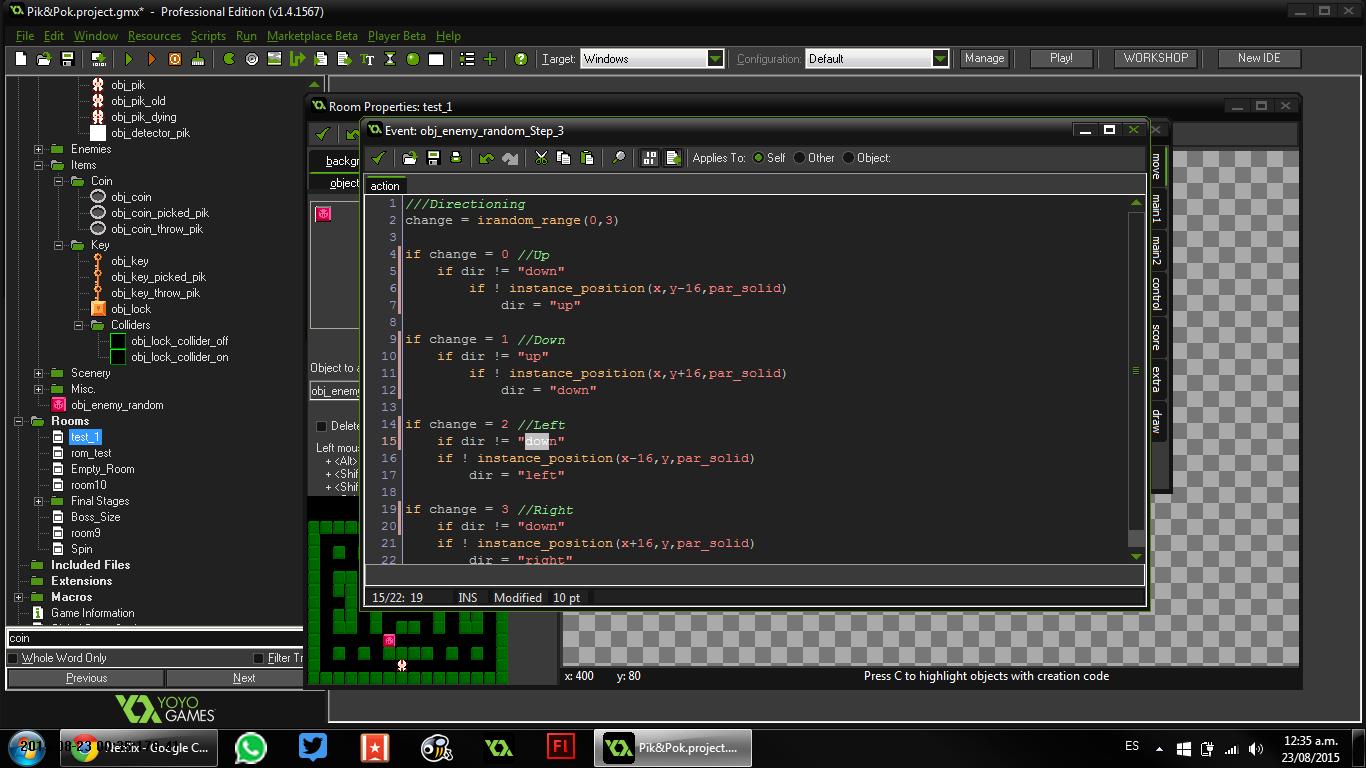 Pik&Pok.project.gmx* - Professional Edition (v1.4.1567)
File Edit Window Resources Scripts Run Marketplace Beta Player Beta Help
Target: Windows Configuration: Default Manage Play! WORKSHOP New IDE
obj_pik
obj_pik_old
obj_pik_dying
obj_detector_pik
Enemies
Items
Coin
obj_coin
obj_coin_picked_pik
obj_coin_throw_pik
Key
obj_key
obj_key_picked_pik
obj_key_throw_pik
obj_lock
Colliders
obj_lock_collider_off
obj_lock_collider_on
Scenery
Misc.
obj_enemy_random
Rooms
test_1
rom_test
Empty_Room
room10
Final Stages
Boss_Size
room9
Spin
Included Files
Extensions
Macros
Game Information
coin
Whole Word Only Filter Tr
Previous Next
YOYO
GAMES
Room Properties: test_1
backgr
object
Object to a
obj_enemy
Delete
Left mou
+ <Alt>
+ <Shif
+ <Shif
Event: obj_enemy_random_Step_3
Applies To: Self Other Object:
action
1 ///Directioning
2 change = irandom_range(0,3)
3
4 if change = 0 //Up
5 if dir != "down"
6 if ! instance_position(x,y-16,par_solid)
7 dir = "up"
8
9 if change = 1 //Down
10 if dir != "up"
11 if ! instance_position(x,y+16,par_solid)
12 dir = "down"
13
14 if change = 2 //Left
15 if dir != "down"
16 if ! instance_position(x-16,y,par_solid)
17 dir = "left"
18
19 if change = 3 //Right
20 if dir != "down"
21 if ! instance_position(x+16,y,par_solid)
22 dir = "right"
15/22: 19 INS Modified 10 pt
move
main1
main2
control
score
extra
draw
x: 400 y: 80 Press C to highlight objects with creation code
Netflix - Google C...
Fl
Pik&Pok.project....
ES
12:35 a.m.
23/08/2015